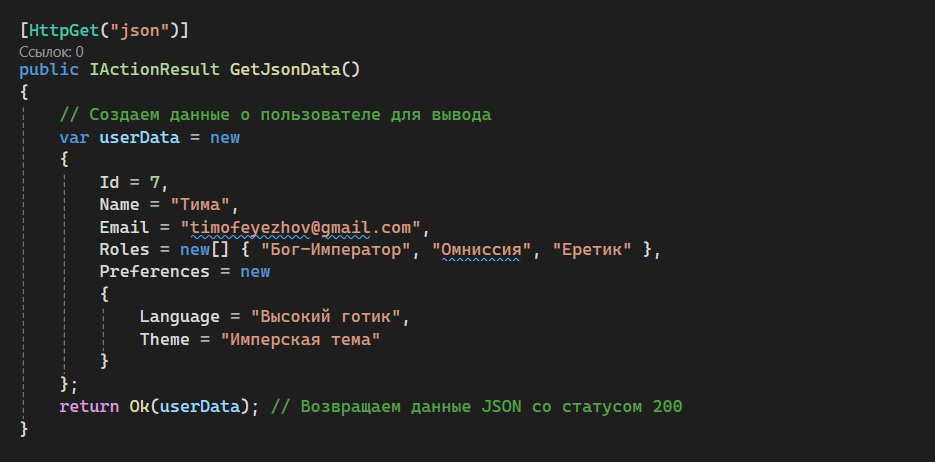 [HttpGet("json")]
Ссылок: 0
public IActionResult GetJsonData()
{
// Создаем данные о пользователе для вывода
var userData = new
{
Id = 7,
Name = "Тима",
Email = "timofeyezhov@gmail.com",
Roles = new[] { "Бог-Император", "Омниссия", "Еретик" },
Preferences = new
{
Language = "Высокий готик",
Theme = "Имперская тема"
}
};
return Ok(userData); // Возвращаем данные JSON со статусом 200
}